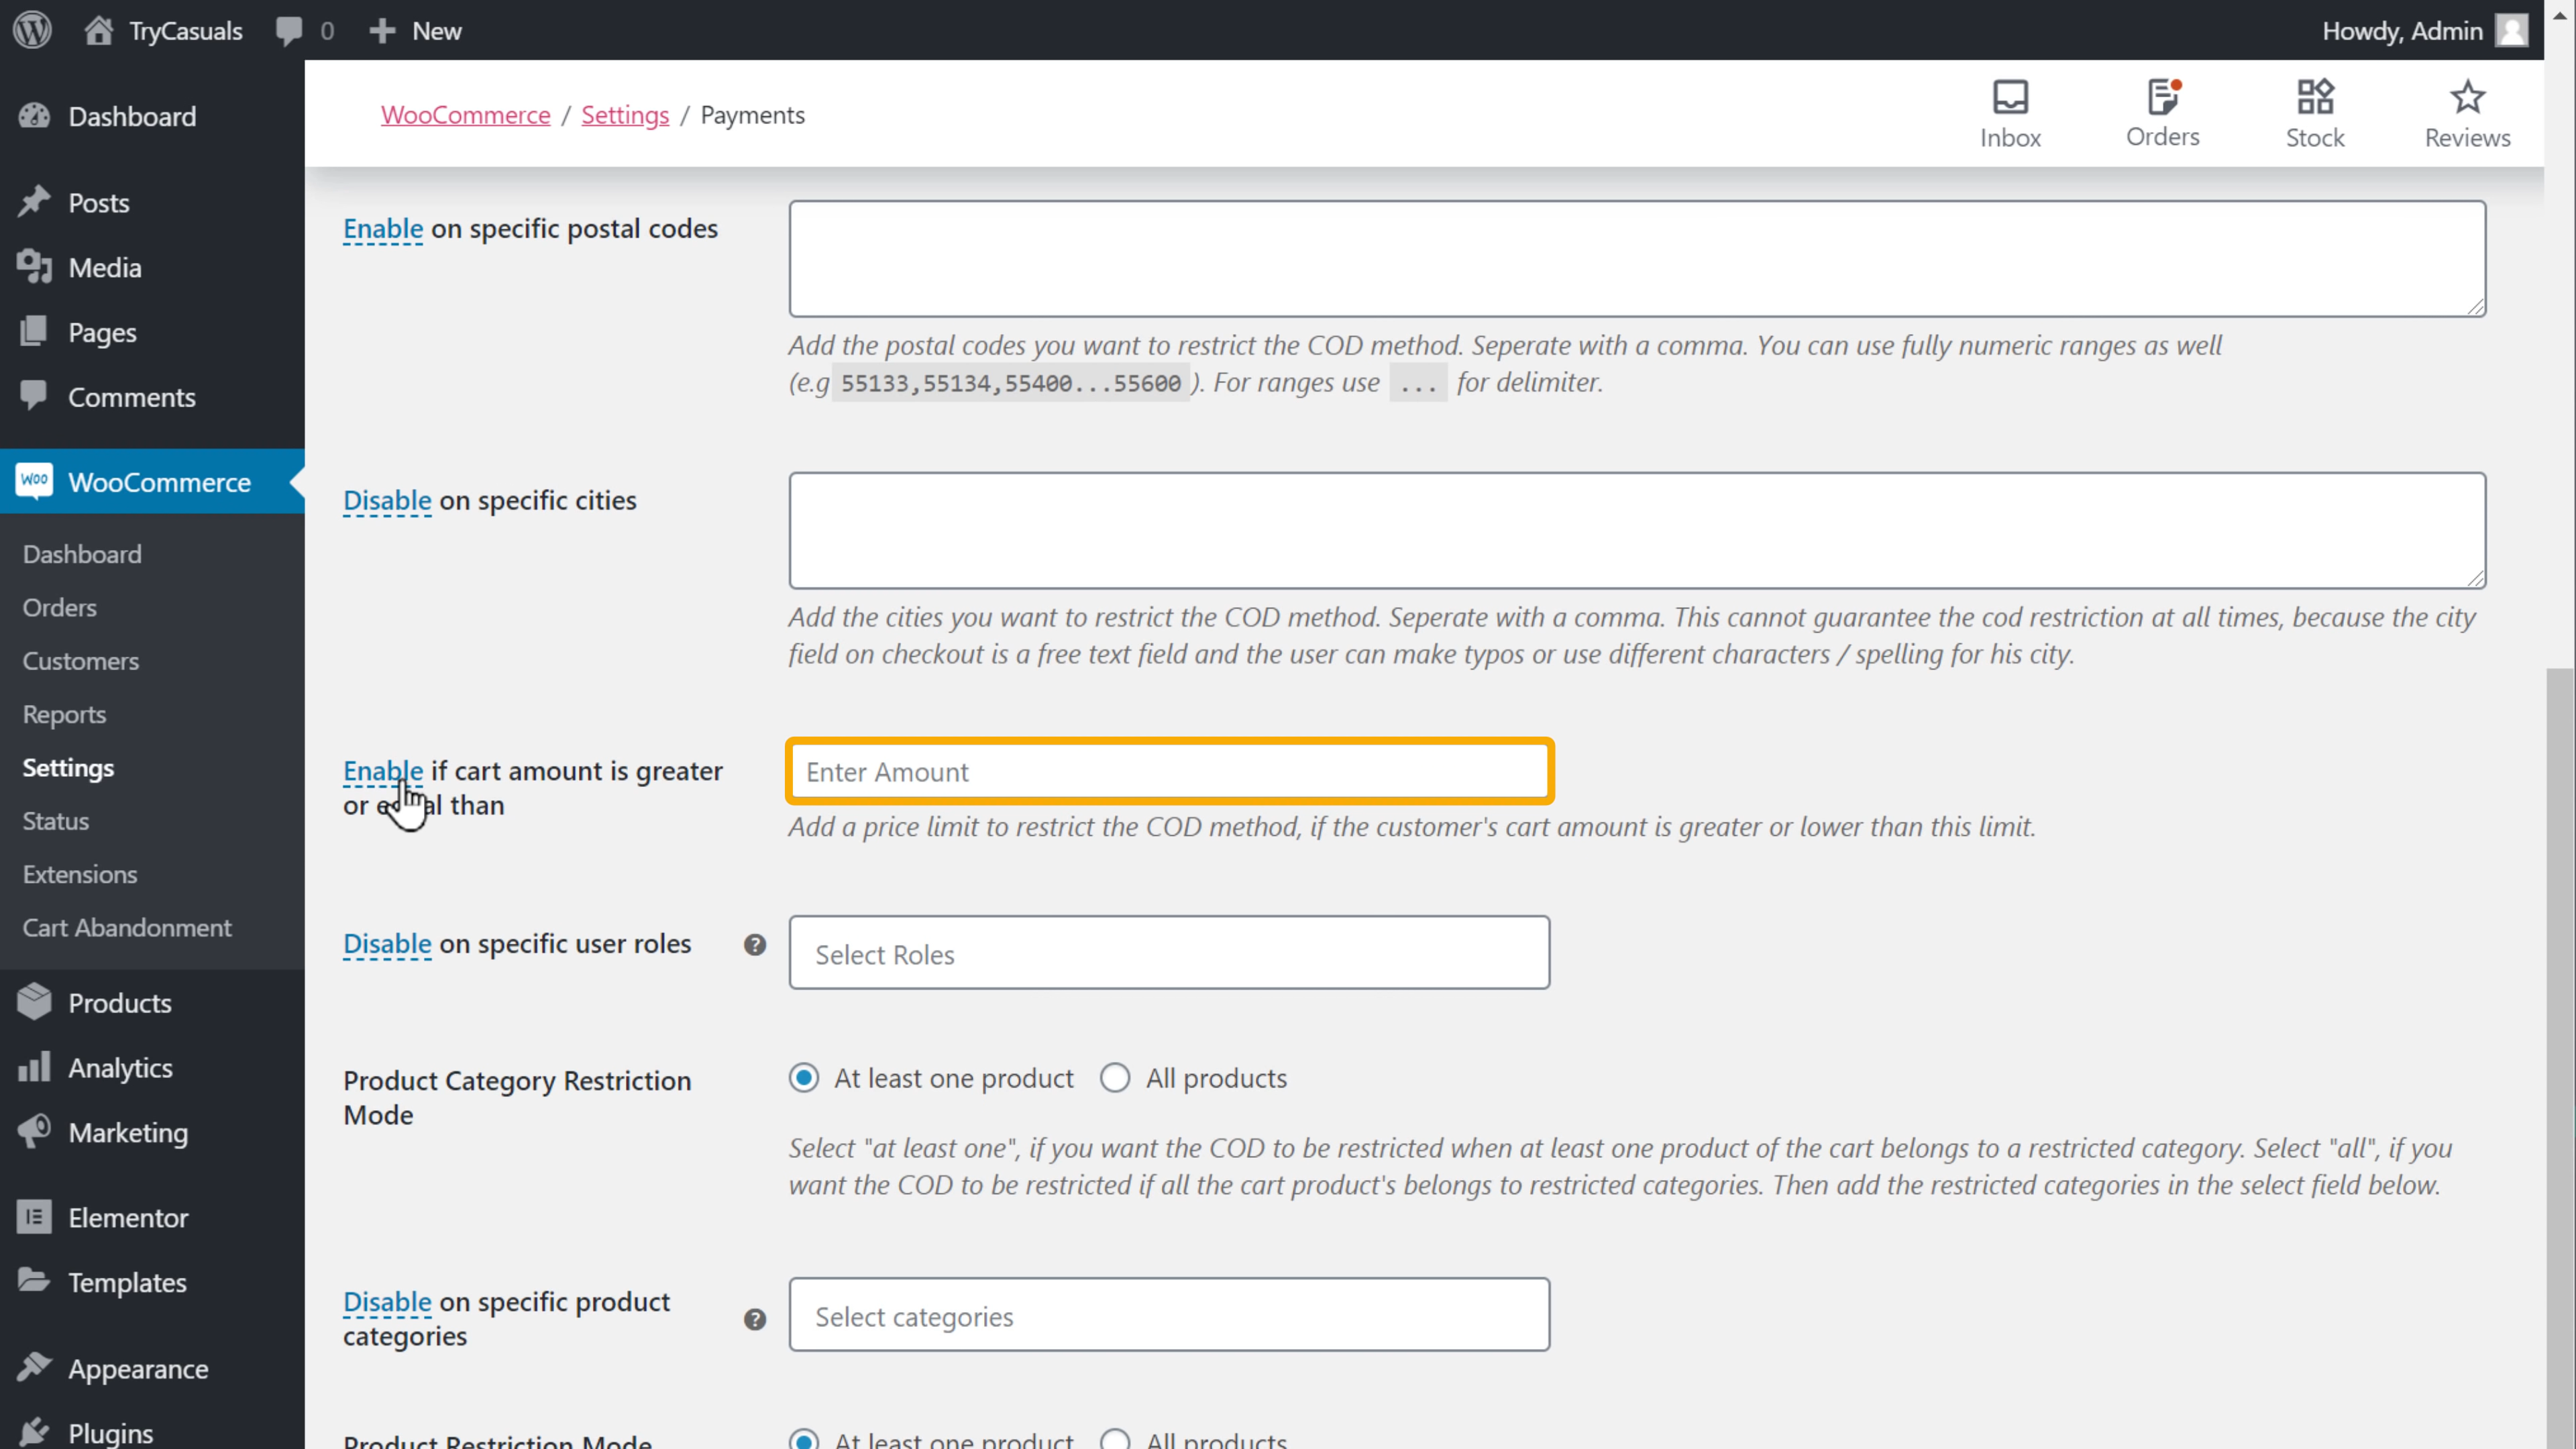 TryCasuals 0 New Howdy, Admin
Dashboard
Posts
Media
Pages
Comments
WooCommerce
Dashboard
Orders
Customers
Reports
Settings
Status
Extensions
Cart Abandonment
Products
Analytics
Marketing
Elementor
Templates
Appearance
Plugins
WooCommerce / Settings / Payments
Inbox Orders Stock Reviews
Enable on specific postal codes
Add the postal codes you want to restrict the COD method. Seperate with a comma. You can use fully numeric ranges as well
(e.g 55133,55134,55400...55600 ). For ranges use ... for delimiter.
Disable on specific cities
Add the cities you want to restrict the COD method. Seperate with a comma. This cannot guarantee the cod restriction at all times, because the city
field on checkout is a free text field and the user can make typos or use different characters / spelling for his city.
Enable if cart amount is greater
or equal than
Enter Amount
Add a price limit to restrict the COD method, if the customer's cart amount is greater or lower than this limit.
Disable on specific user roles
Select Roles
Product Category Restriction
Mode
At least one product All products
Select "at least one", if you want the COD to be restricted when at least one product of the cart belongs to a restricted category. Select "all", if you
want the COD to be restricted if all the cart product's belongs to restricted categories. Then add the restricted categories in the select field below.
Disable on specific product
categories
Select categories
Product Restriction Mode
At least one product All products